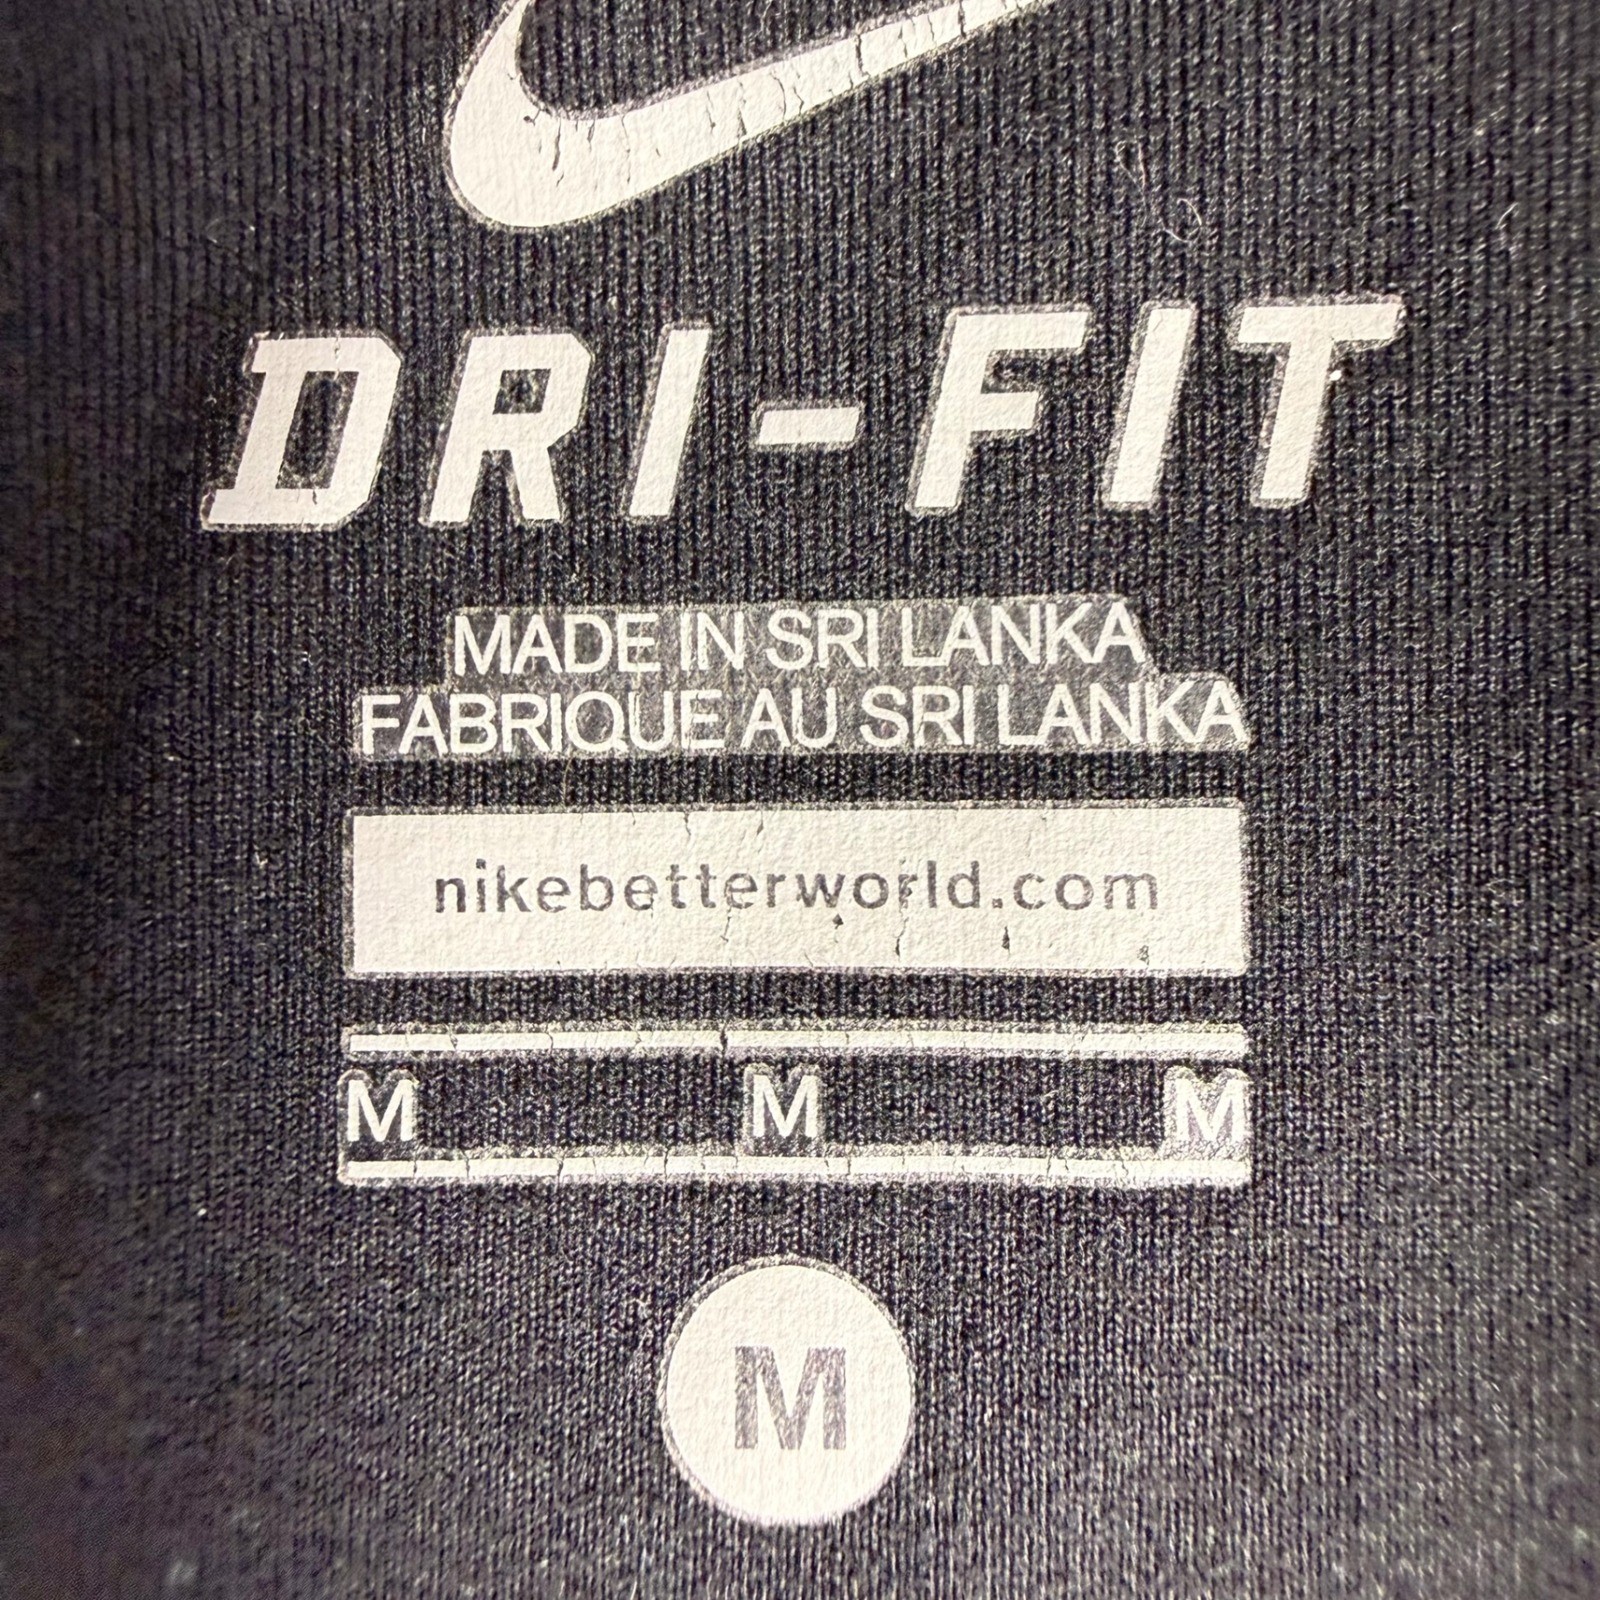 DRI-FIT
MADE IN SRI LANKA
FABRIQUE AU SRI LANKA
nikebetterworld.com
M M M
M